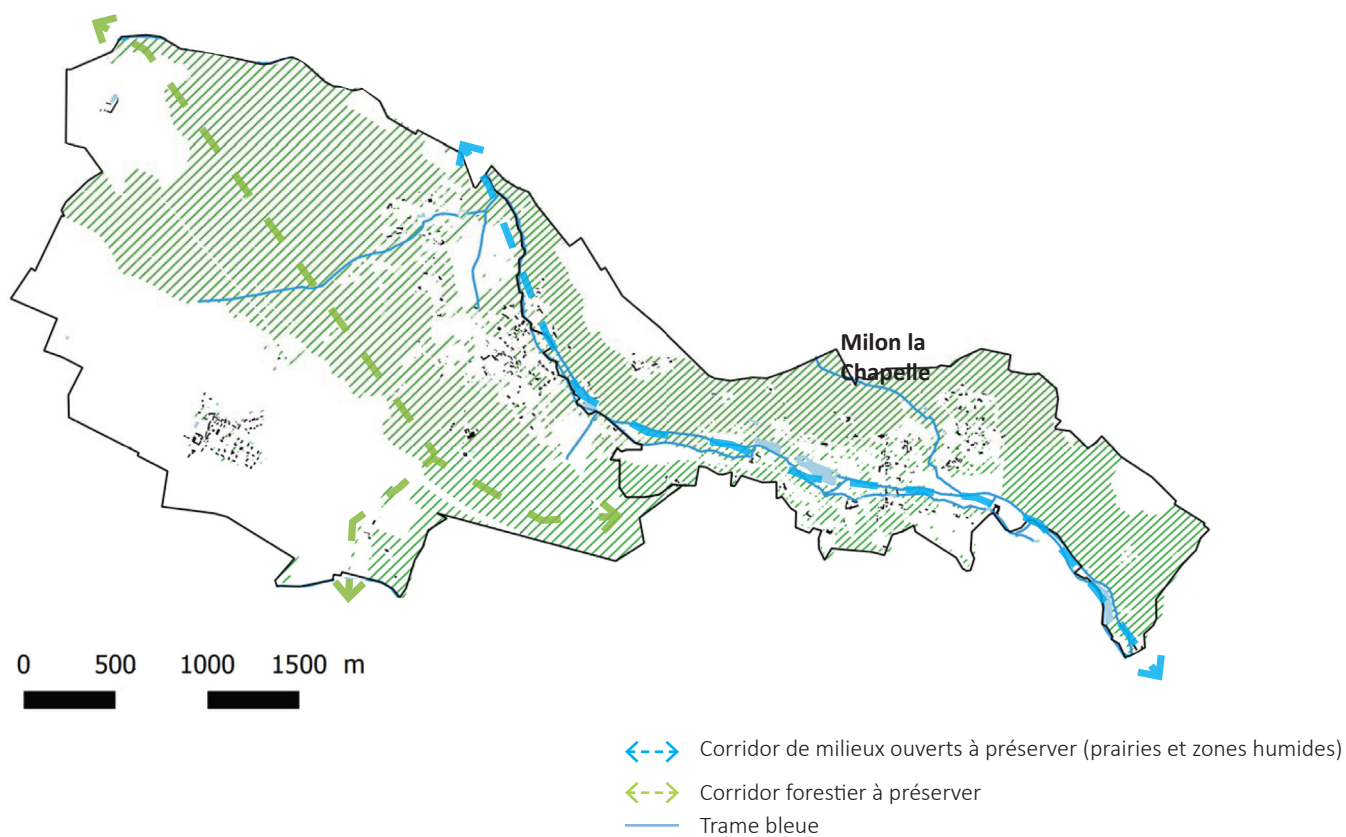 Milon la
Chapelle
0 500 1000 1500 m
Corridor de milieux ouverts à préserver (prairies et zones humides)
Corridor forestier à préserver
Trame bleue